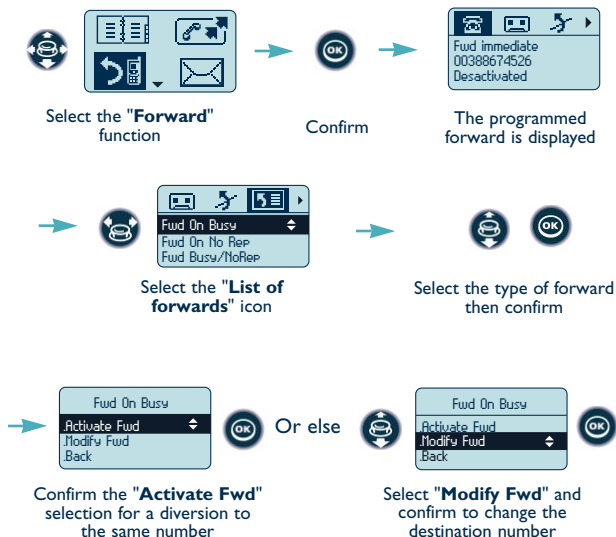 OK
Fwd immediate
00388674526
Desactivated
Select the "Forward"
function
Confirm
The programmed
forward is displayed
Fwd On Busy
Fwd On No Rep
Fwd Busy/NoRep
OK
Select the "List of
forwards" icon
Select the type of forward
then confirm
Fwd On Busy
.Activate Fwd
.Modify Fwd
.Back
OK
Or else
Fwd On Busy
.Activate Fwd
.Modify Fwd
.Back
OK
Confirm the "Activate Fwd"
selection for a diversion to
the same number
Select "Modify Fwd" and
confirm to change the
destination number